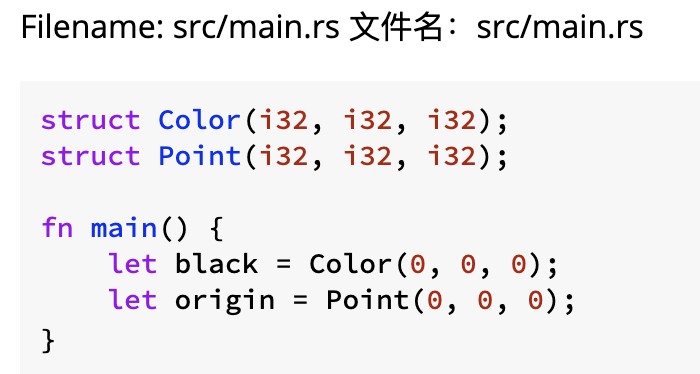 Filename: src/main.rs 文件名：src/main.rs
struct Color(i32, i32, i32);
struct Point(i32, i32, i32);
fn main() {
    let black = Color(0, 0, 0);
    let origin = Point(0, 0, 0);
}